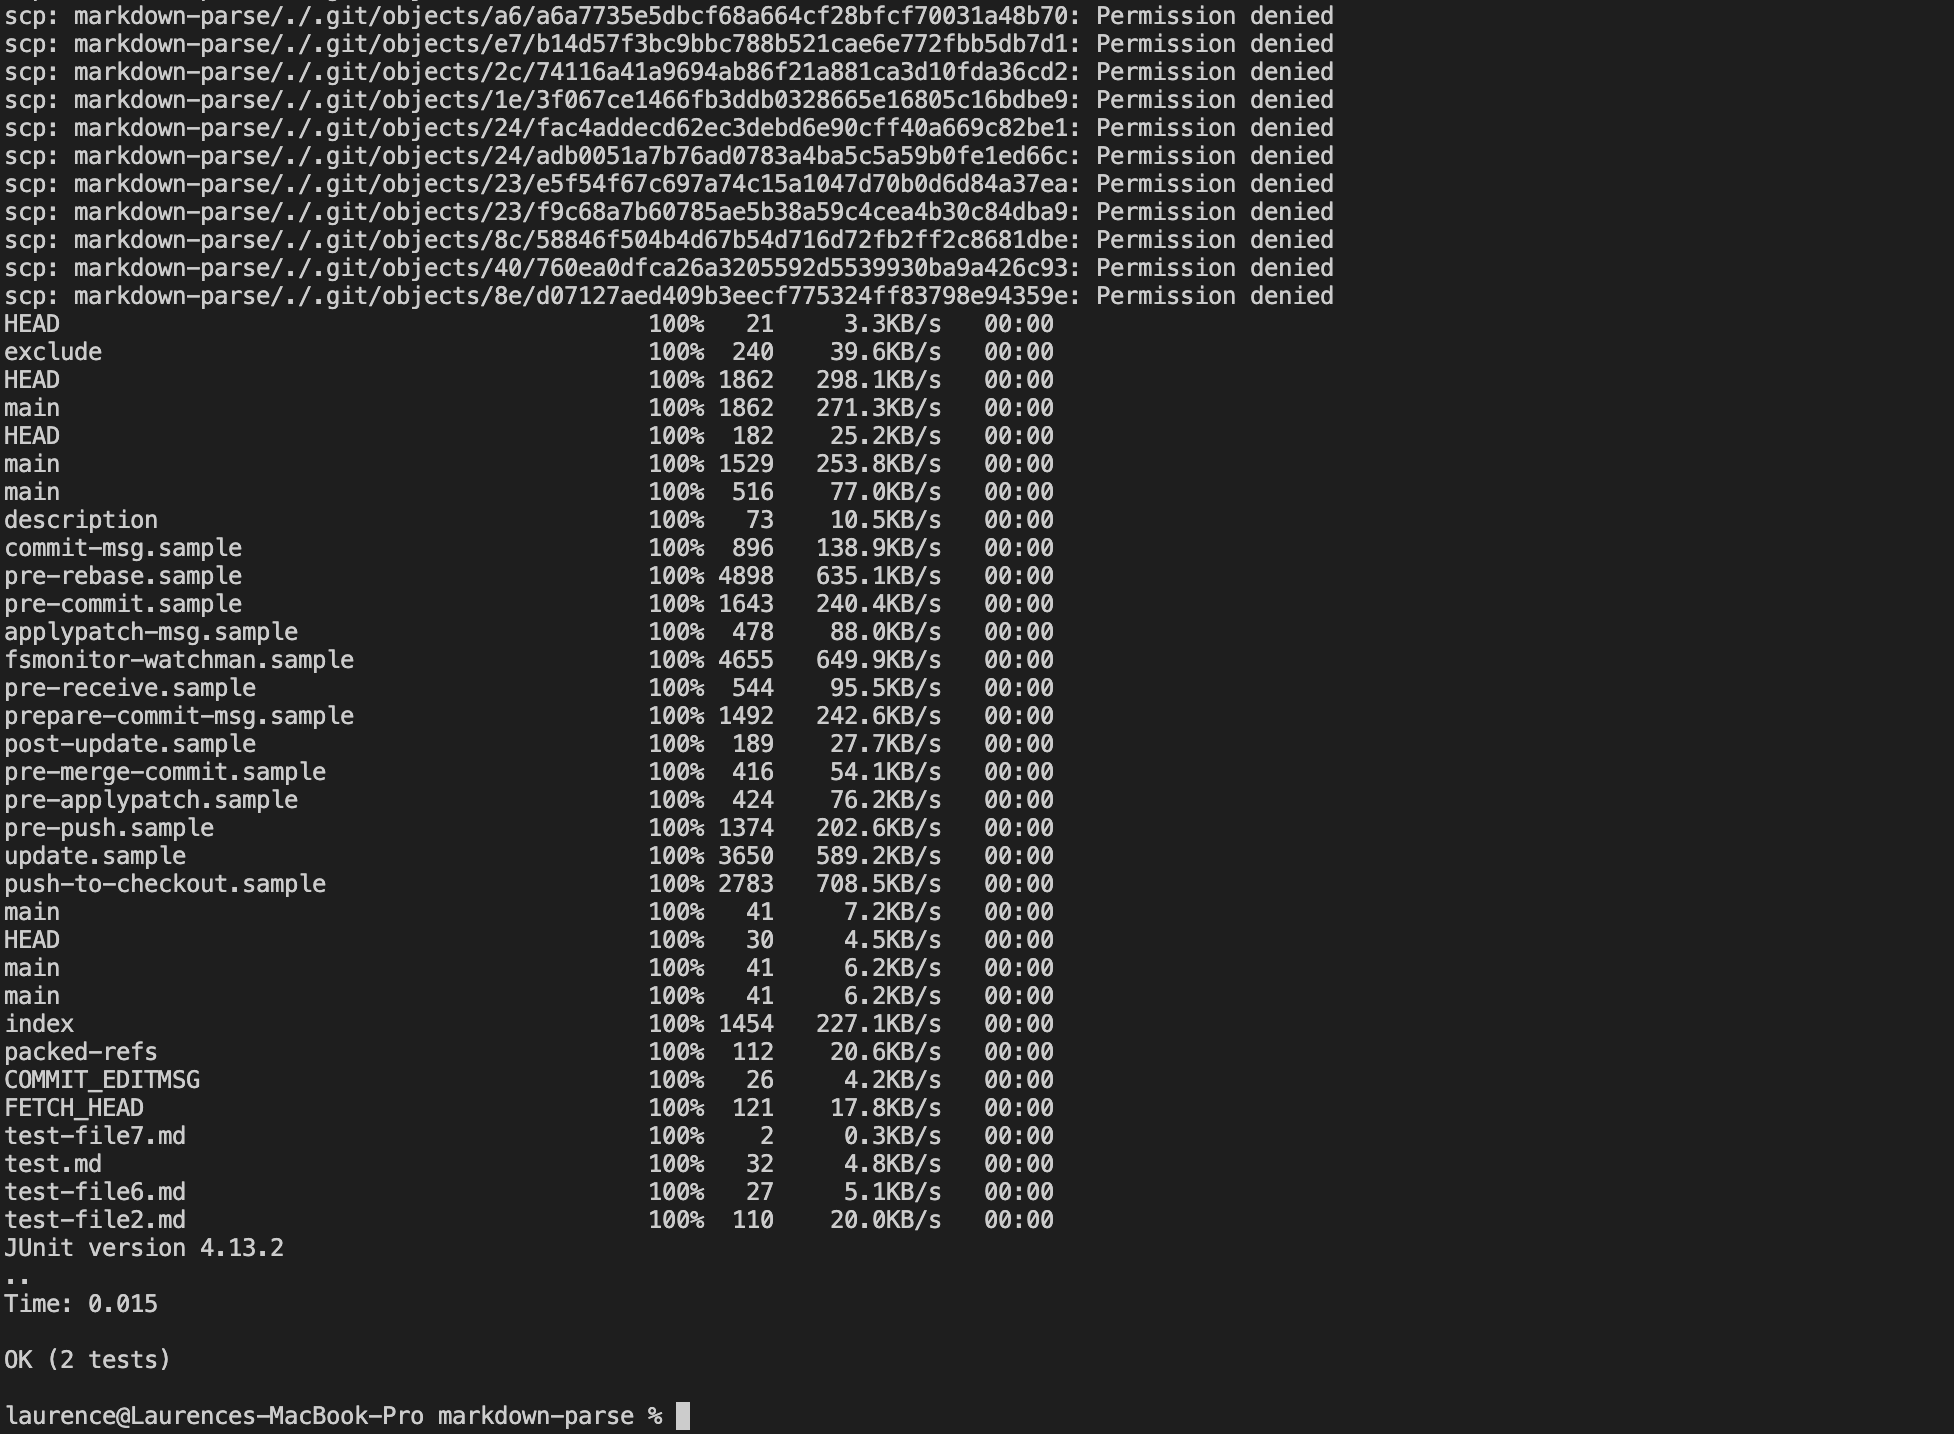 scp: markdown-parse/./.git/objects/a6/a6a7735e5dbcf68a664cf28bfcf70031a48b70: Permission denied
scp: markdown-parse/./.git/objects/e7/b14d57f3bc9bbc788b521cae6e772fbb5db7d1: Permission denied
scp: markdown-parse/./.git/objects/2c/74116a41a9694ab86f21a881ca3d10fda36cd2: Permission denied
scp: markdown-parse/./.git/objects/1e/3f067ce1466fb3ddb0328665e16805c16bdbe9: Permission denied
scp: markdown-parse/./.git/objects/24/fac4addecd62ec3debd6e90cff40a669c82be1: Permission denied
scp: markdown-parse/./.git/objects/24/adb0051a7b76ad0783a4ba5c5a59b0fe1ed66c: Permission denied
scp: markdown-parse/./.git/objects/23/e5f54f67c697a74c15a1047d70b0d6d84a37ea: Permission denied
scp: markdown-parse/./.git/objects/23/f9c68a7b60785ae5b38a59c4cea4b30c84dba9: Permission denied
scp: markdown-parse/./.git/objects/8c/58846f504b4d67b54d716d72fb2ff2c8681dbe: Permission denied
scp: markdown-parse/./.git/objects/40/760ea0dfca26a3205592d5539930ba9a426c93: Permission denied
scp: markdown-parse/./.git/objects/8e/d07127aed409b3eecf775324ff83798e94359e: Permission denied
HEAD 100% 21 3.3KB/s 00:00
exclude 100% 240 39.6KB/s 00:00
HEAD 100% 1862 298.1KB/s 00:00
main 100% 1862 271.3KB/s 00:00
HEAD 100% 182 25.2KB/s 00:00
main 100% 1529 253.8KB/s 00:00
main 100% 516 77.0KB/s 00:00
description 100% 73 10.5KB/s 00:00
commit-msg.sample 100% 896 138.9KB/s 00:00
pre-rebase.sample 100% 4898 635.1KB/s 00:00
pre-commit.sample 100% 1643 240.4KB/s 00:00
applypatch-msg.sample 100% 478 88.0KB/s 00:00
fsmonitor-watchman.sample 100% 4655 649.9KB/s 00:00
pre-receive.sample 100% 544 95.5KB/s 00:00
prepare-commit-msg.sample 100% 1492 242.6KB/s 00:00
post-update.sample 100% 189 27.7KB/s 00:00
pre-merge-commit.sample 100% 416 54.1KB/s 00:00
pre-applypatch.sample 100% 424 76.2KB/s 00:00
pre-push.sample 100% 1374 202.6KB/s 00:00
update.sample 100% 3650 589.2KB/s 00:00
push-to-checkout.sample 100% 2783 708.5KB/s 00:00
main 100% 41 7.2KB/s 00:00
HEAD 100% 30 4.5KB/s 00:00
main 100% 41 6.2KB/s 00:00
main 100% 41 6.2KB/s 00:00
index 100% 1454 227.1KB/s 00:00
packed-refs 100% 112 20.6KB/s 00:00
COMMIT_EDITMSG 100% 26 4.2KB/s 00:00
FETCH_HEAD 100% 121 17.8KB/s 00:00
test-file7.md 100% 2 0.3KB/s 00:00
test.md 100% 32 4.8KB/s 00:00
test-file6.md 100% 27 5.1KB/s 00:00
test-file2.md 100% 110 20.0KB/s 00:00
JUnit version 4.13.2
..
Time: 0.015
OK (2 tests)
laurence@Laurences-MacBook-Pro markdown-parse %